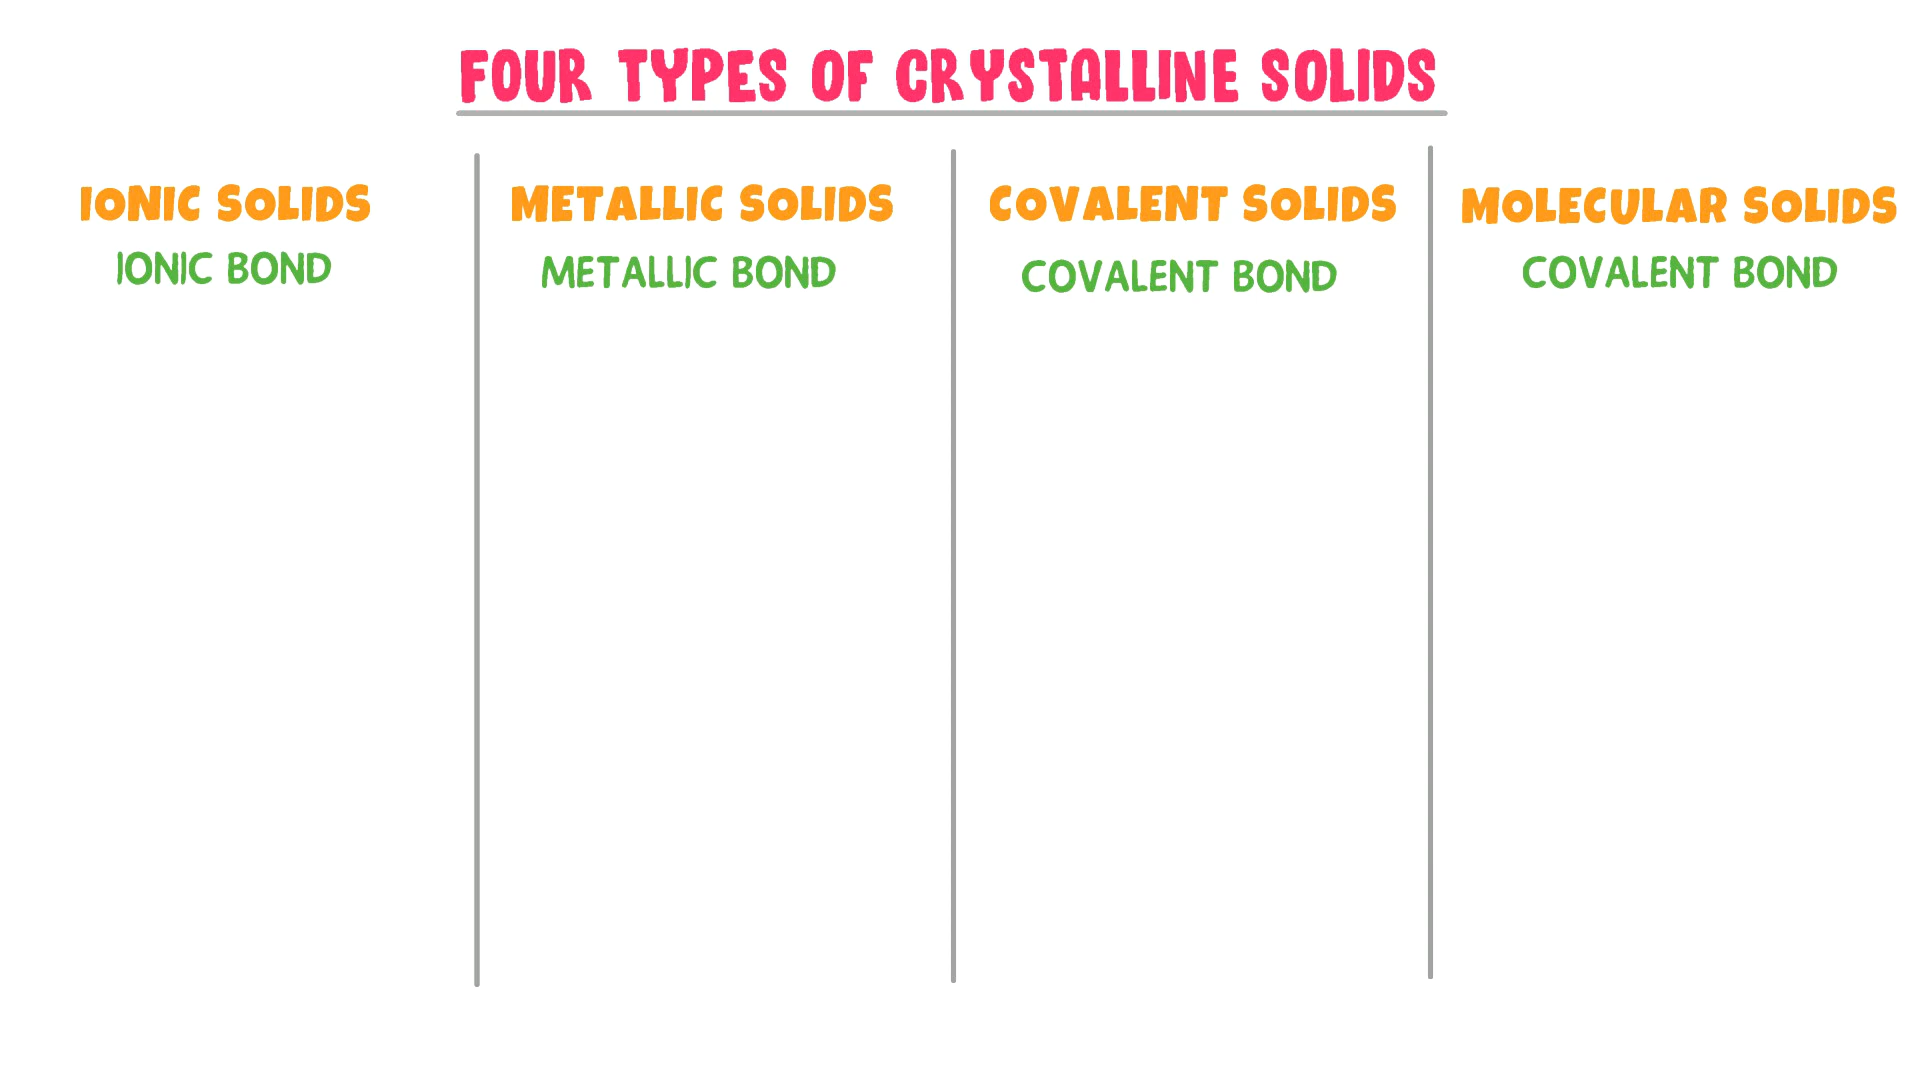 FOUR TYPES OF CRYSTALLINE SOLIDS
IONIC SOLIDS
IONIC BOND
METALLIC SOLIDS
METALLIC BOND
COVALENT SOLIDS
COVALENT BOND
MOLECULAR SOLIDS
COVALENT BOND